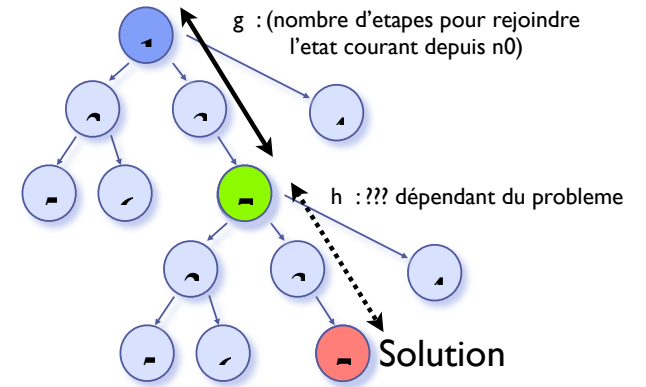 g : (nombre d'etapes pour rejoindre
l'etat courant depuis n0)
h : ??? dépendant du probleme
Solution